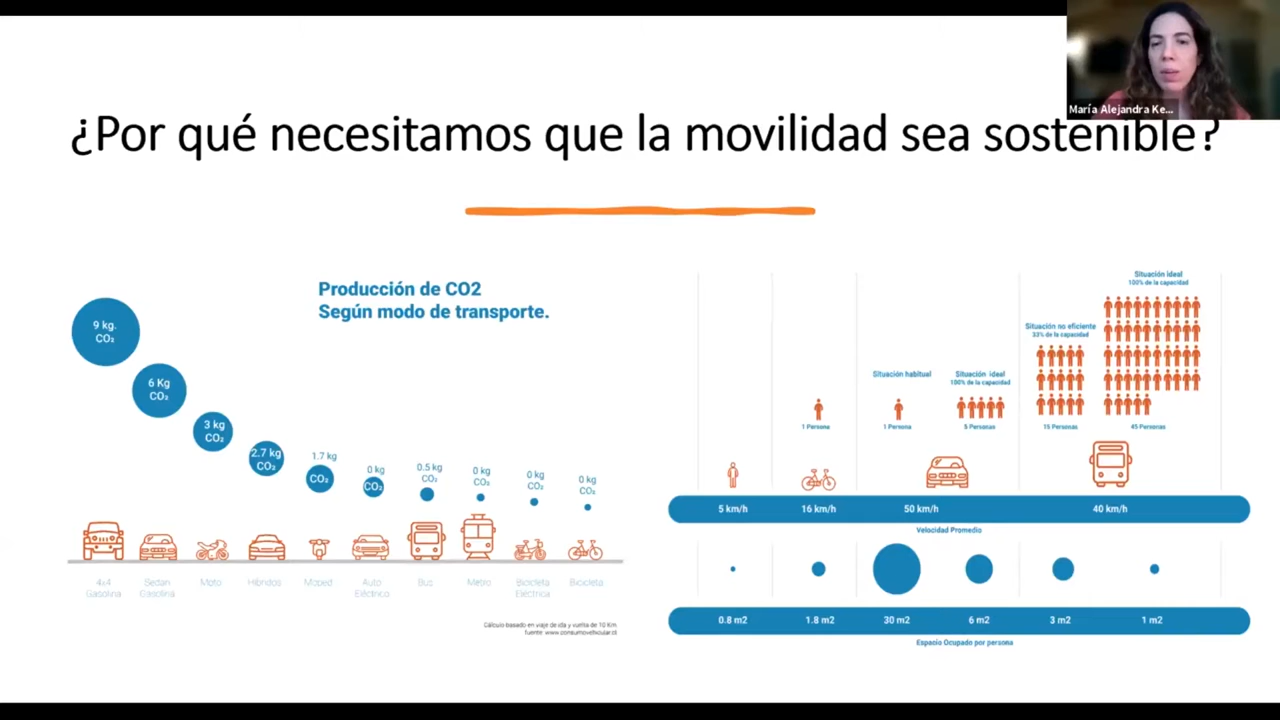 María Alejandra Ke...
¿Por qué necesitamos que la movilidad sea sostenible?
Producción de CO2
Según modo de transporte.
9 kg.
CO₂
6 Kg
CO₂
3 kg
CO₂
2.7 kg
CO₂
1.7 kg
CO₂
0 kg
CO₂
0.5 kg
CO₂
0 kg
CO₂
0 kg
CO₂
0 kg
CO₂
4x4
Gasolina
Sedan
Gasolina
Moto
Híbridos
Moped
Auto
Eléctrico
Bus
Metro
Bicicleta
Eléctrica
Bicicleta
Cálculo basado en viaje de ida y vuelta de 10 Km
fuente: www.consumovehicular.cl
1 Persona
Situación habitual
1 Persona
Situación ideal
100% de la capacidad
5 Personas
Situación no eficiente
33% de la capacidad
15 Personas
Situación ideal
100% de la capacidad
45 Personas
5 km/h
16 km/h
50 km/h
40 km/h
Velocidad Promedio
0.8 m2
1.8 m2
30 m2
6 m2
3 m2
1 m2
Espacio Ocupado por persona